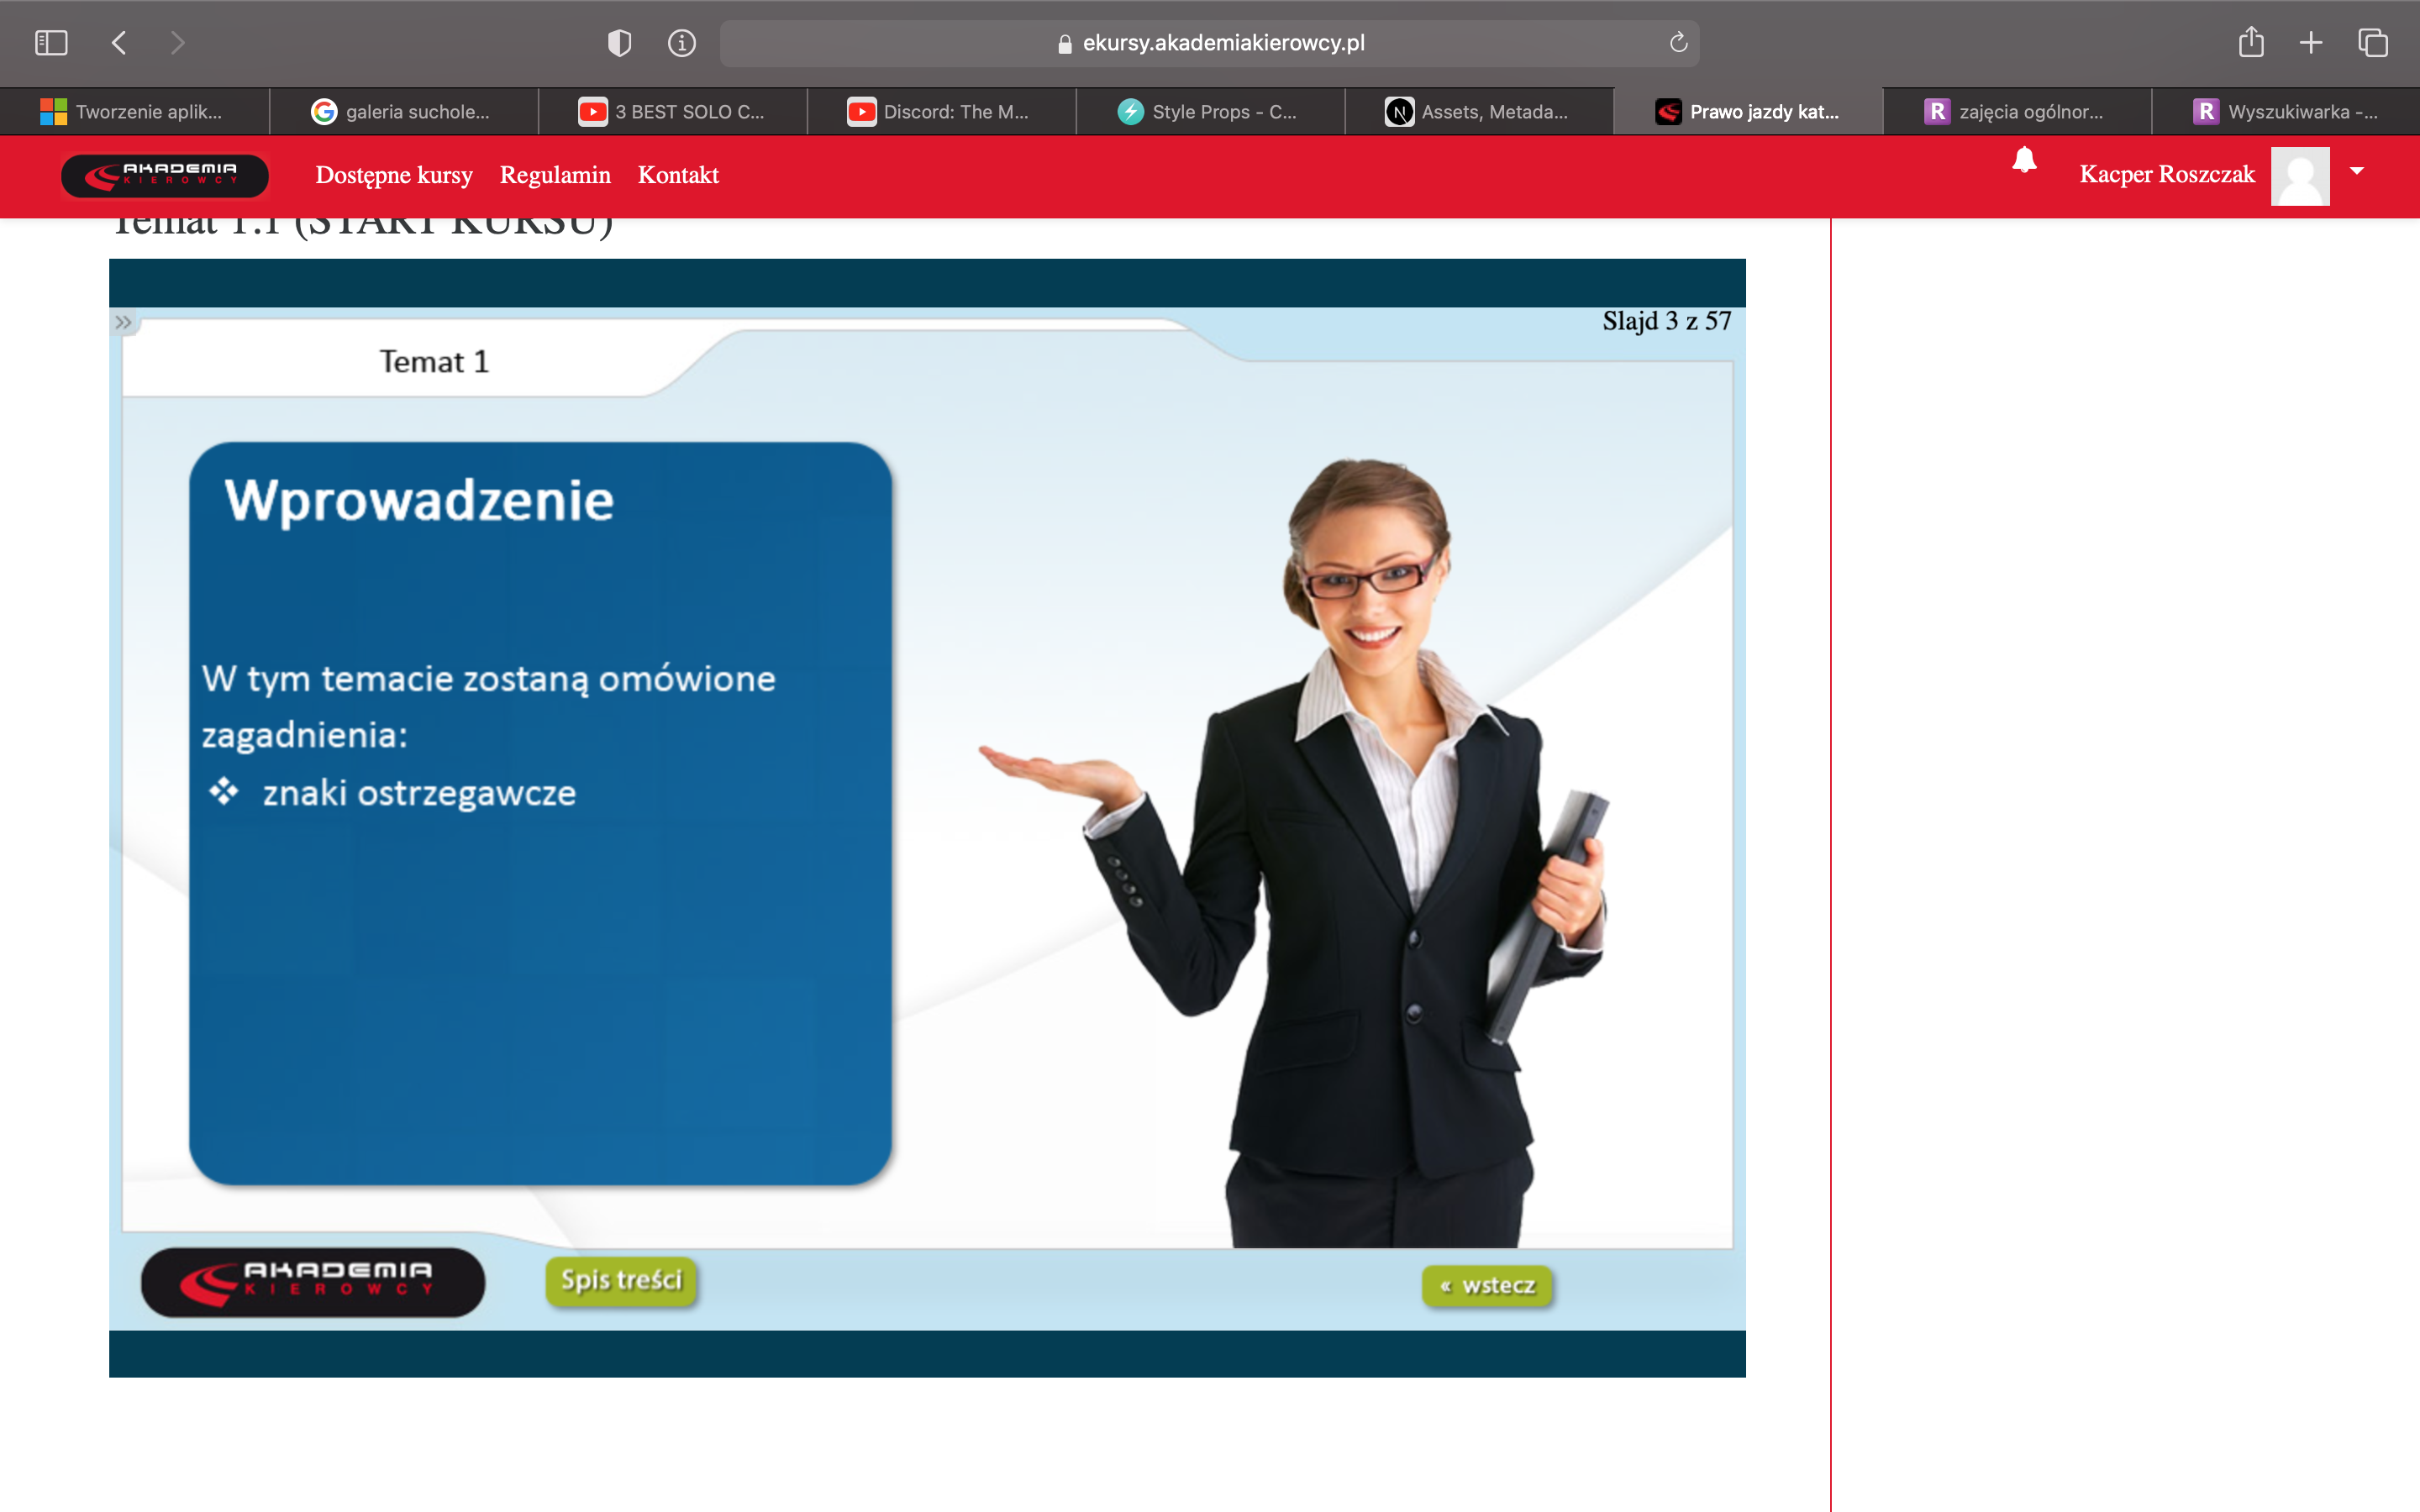 ekursy.akademiakierowcy.pl
Tworzenie aplik...
galeria suchole...
3 BEST SOLO C...
Discord: The M...
Style Props - C...
Assets, Metada...
Prawo jazdy kat...
R zajęcia ogólnor...
R Wyszukiwarka -...
AKADEMIA
KIEROWCY
Dostępne kursy
Regulamin
Kontakt
Kacper Roszczak
Temat 1.1 (START KURSU)
Slajd 3 z 57
Temat 1
Wprowadzenie
W tym temacie zostaną omówione
zagadnienia:
❖ znaki ostrzegawcze
AKADEMIA
KIEROWCY
Spis treści
« wstecz